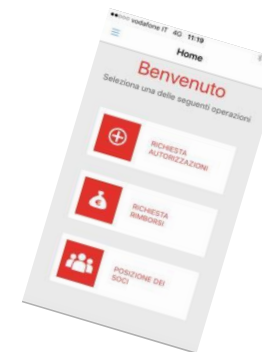 vodafone IT 4G 11:19
Home
Benvenuto
Seleziona una delle seguenti operazioni
RICHIESTA
AUTORIZZAZIONI
RICHIESTA
RIMBORSI
POSIZIONE DEI
SOCI